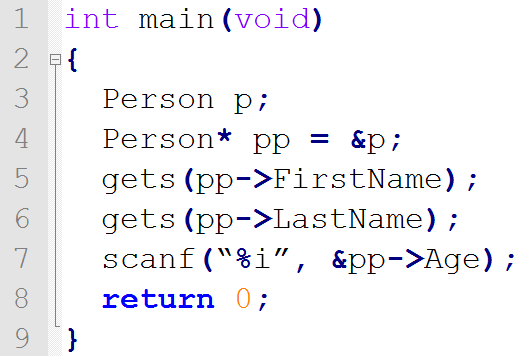 1 int main(void)
2 {
3 Person p;
4 Person* pp = &p;
5 gets(pp->FirstName);
6 gets(pp->LastName);
7 scanf(“%i”, &pp->Age);
8 return 0;
9 }